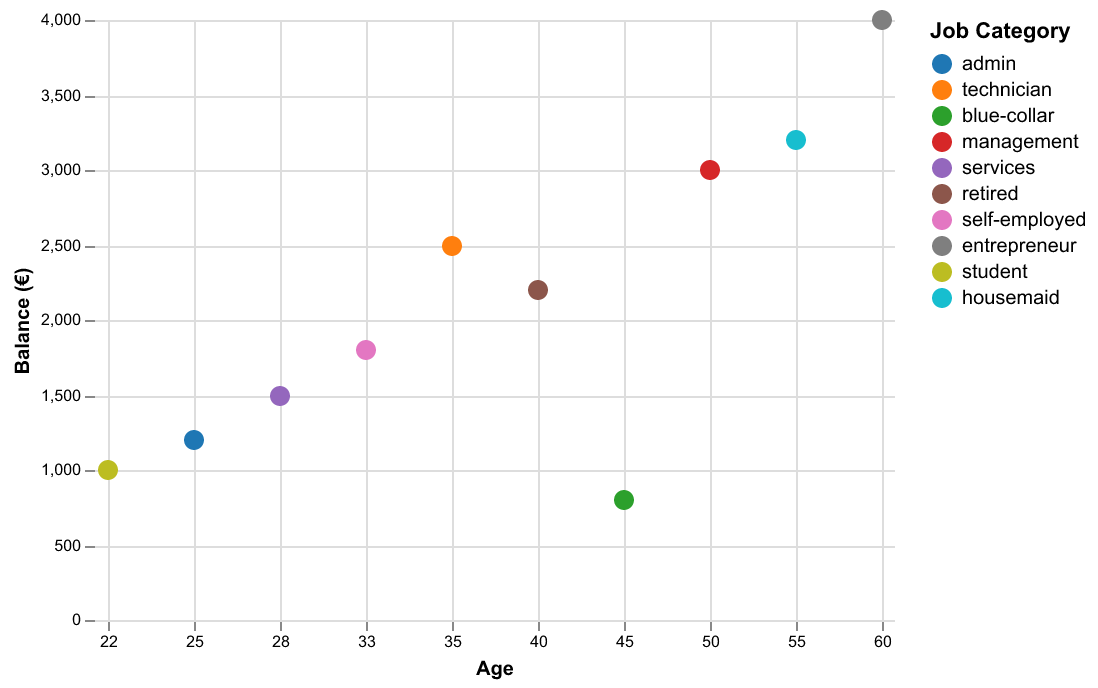 4,000
3,500
3,000
2,500
2,000
1,500
1,000
500
0
Balance (€)
22 25 28 33 35 40 45 50 55 60
Age
Job Category
admin
technician
blue-collar
management
services
retired
self-employed
entrepreneur
student
housemaid